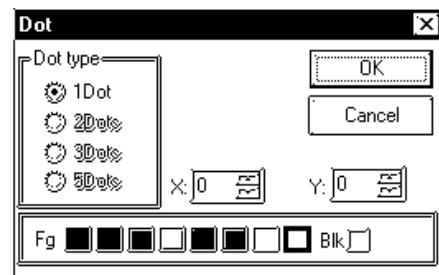 Dot
Dot type
1Dot
2Dots
3Dots
5Dots
OK
Cancel
X: 0
Y: 0
Fg
Blk